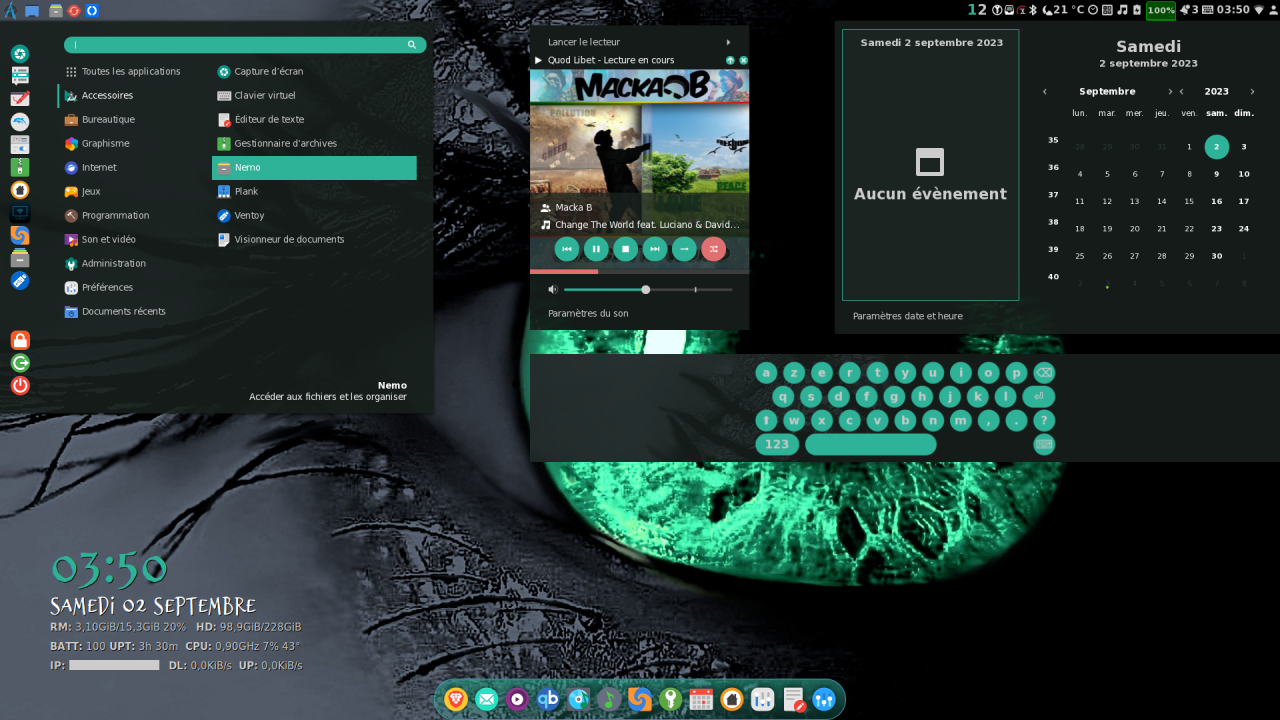 12
21 °C
100%
3
03:50
Toutes les applications
Accessoires
Bureautique
Graphisme
Internet
Jeux
Programmation
Son et vidéo
Administration
Préférences
Documents récents
Capture d'écran
Clavier virtuel
Éditeur de texte
Gestionnaire d'archives
Nemo
Plank
Ventoy
Visionneur de documents
Nemo
Accéder aux fichiers et les organiser
Lancer le lecteur
Quod Libet - Lecture en cours
MACKA B
POLLUTION
GREED
FREEDOM
PEACE
LOVE
Macka B
Change The World feat. Luciano & David…
Paramètres du son
Samedi 2 septembre 2023
Aucun évènement
Paramètres date et heure
Samedi
2 septembre 2023
Septembre 2023
lun. mar. mer. jeu. ven. sam. dim.
35 28 29 30 31 1 2 3
36 4 5 6 7 8 9 10
37 11 12 13 14 15 16 17
38 18 19 20 21 22 23 24
39 25 26 27 28 29 30 1
40 2 3 4 5 6 7 8
a z e r t y u i o p
q s d f g h j k l
w x c v b n m , . ?
123
03:50
SAMEDI 02 SEPTEMBRE
RM: 3,10GiB/15,3GiB 20% HD: 98,9GiB/228GiB
BATT: 100 UPT: 3h 30m CPU: 0,90GHz 7% 43°
IP: DL: 0,0KiB/s UP: 0,0KiB/s
qb